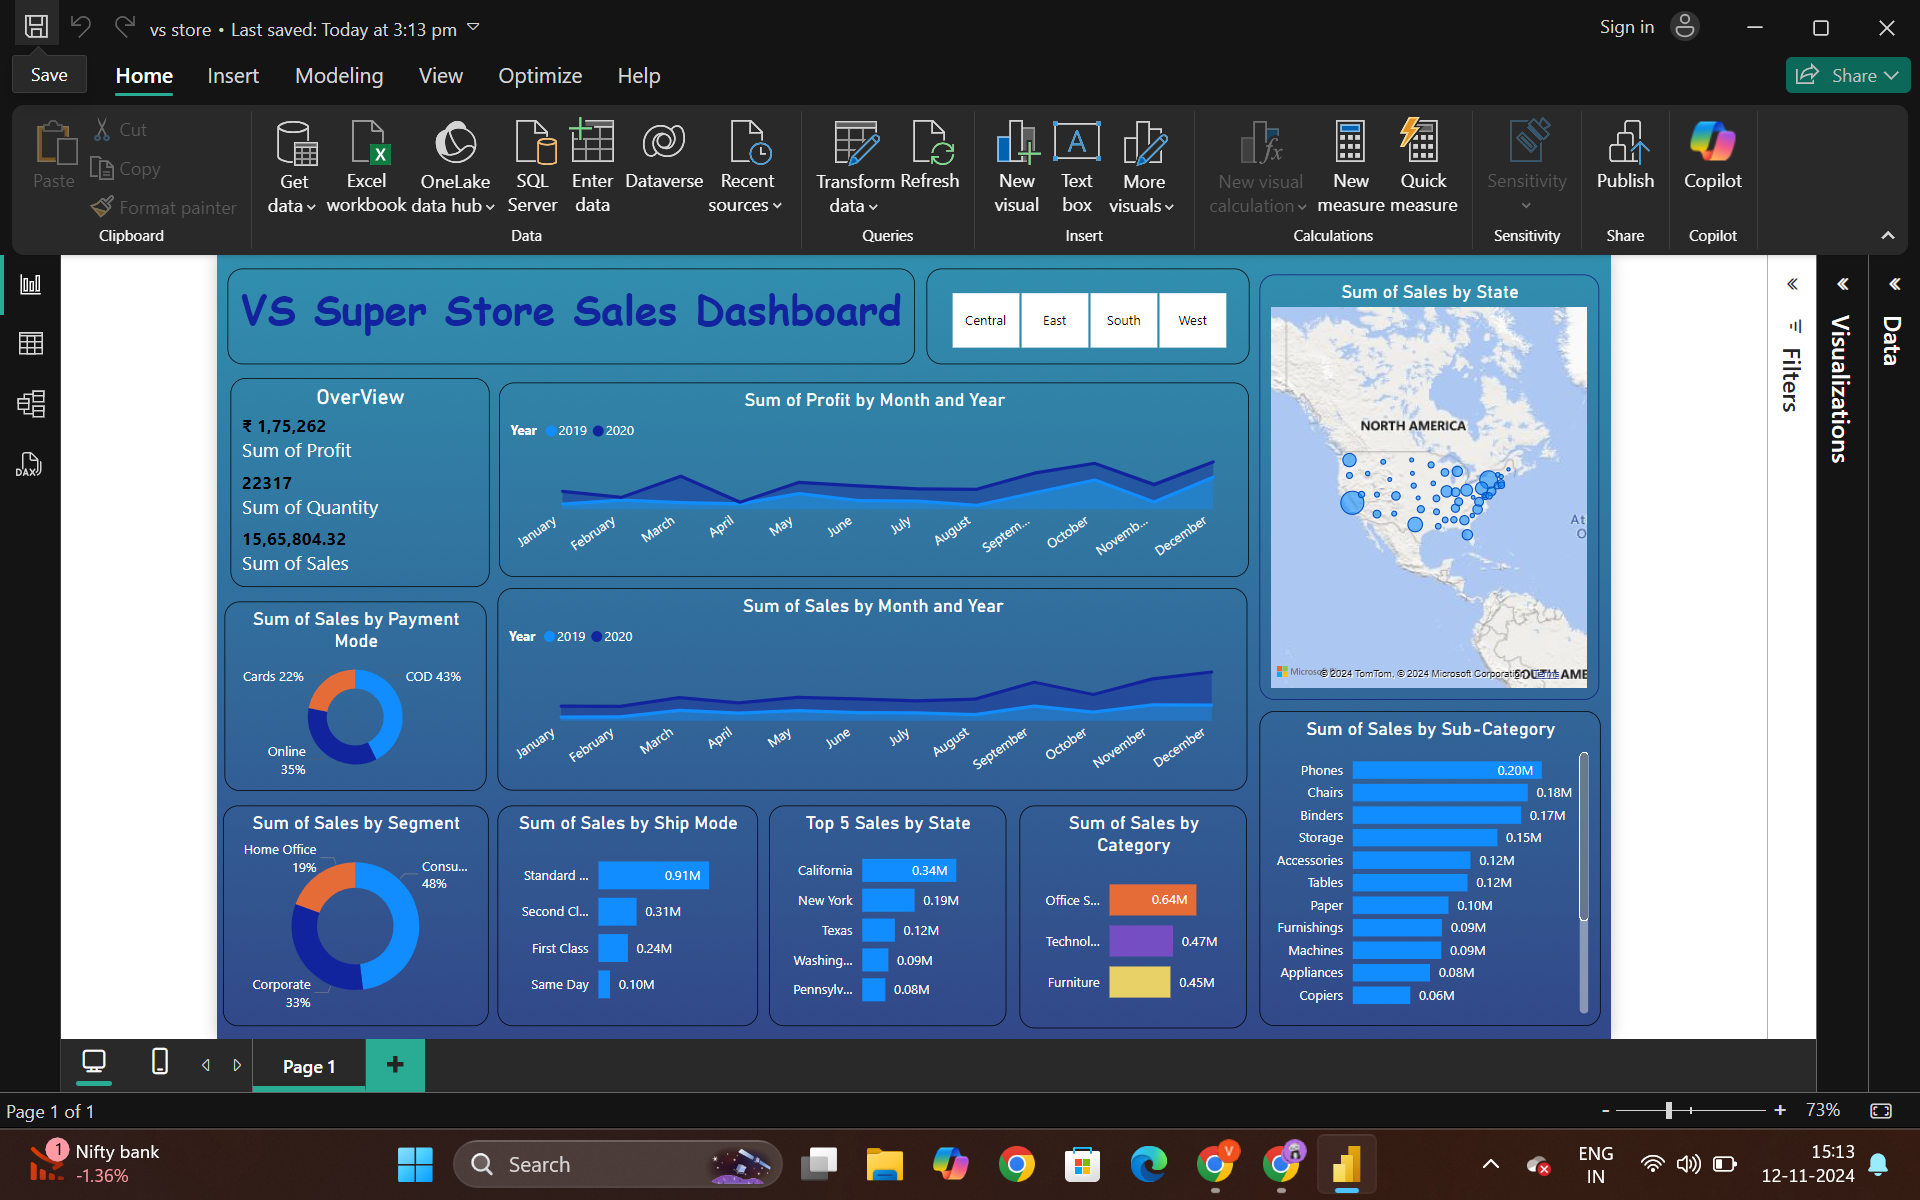 vs store • Last saved: Today at 3:13 pm
Sign in
Save
Home
Insert
Modeling
View
Optimize
Help
Share
Paste
Cut
Copy
Format painter
Clipboard
Get data
Excel workbook
OneLake data hub
SQL Server
Enter data
Dataverse
Recent sources
Data
Transform data
Refresh
Queries
New visual
Text box
More visuals
Insert
New visual calculation
New measure
Quick measure
Calculations
Sensitivity
Sensitivity
Publish
Share
Copilot
Copilot
DAX
VS Super Store Sales Dashboard
Central
East
South
West
Sum of Sales by State
NORTH AMERICA
At
O
© 2024 TomTom, © 2024 Microsoft Corporation
Terms
Filters
Visualizations
Data
OverView
₹ 1,75,262
Sum of Profit
22317
Sum of Quantity
15,65,804.32
Sum of Sales
Sum of Profit by Month and Year
Year 2019 2020
January
February
March
April
May
June
July
August
Septem...
October
Novemb...
December
Sum of Sales by Payment
Mode
Cards 22%
COD 43%
Online
35%
Sum of Sales by Month and Year
Year 2019 2020
January
February
March
April
May
June
July
August
September
October
November
December
Sum of Sales by Segment
Home Office
19%
Consu...
48%
Corporate
33%
Sum of Sales by Ship Mode
Standard ... 0.91M
Second Cl... 0.31M
First Class 0.24M
Same Day 0.10M
Top 5 Sales by State
California 0.34M
New York 0.19M
Texas 0.12M
Washing... 0.09M
Pennsylv... 0.08M
Sum of Sales by
Category
Office S... 0.64M
Technol... 0.47M
Furniture 0.45M
Sum of Sales by Sub-Category
Phones 0.20M
Chairs 0.18M
Binders 0.17M
Storage 0.15M
Accessories 0.12M
Tables 0.12M
Paper 0.10M
Furnishings 0.09M
Machines 0.09M
Appliances 0.08M
Copiers 0.06M
Page 1
Page 1 of 1
73%
1
Nifty bank
-1.36%
Search
V
ENG
IN
15:13
12-11-2024